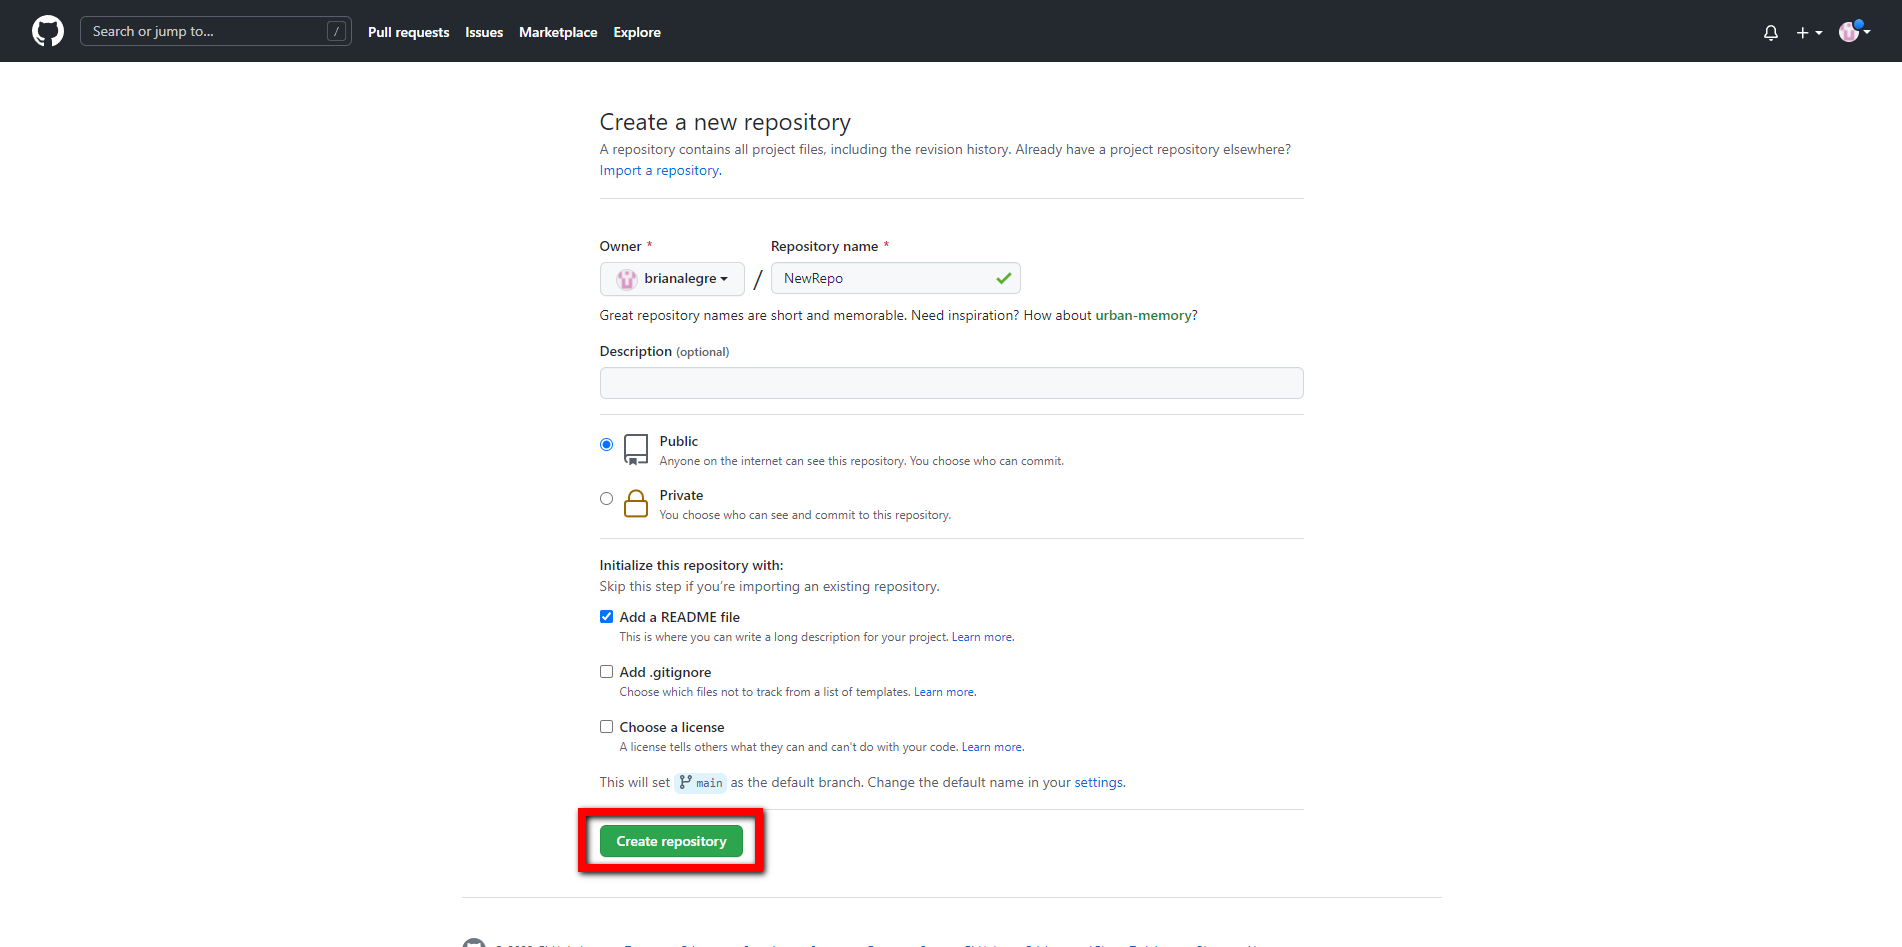 Search or jump to... /
Pull requests Issues Marketplace Explore
Create a new repository
A repository contains all project files, including the revision history. Already have a project repository elsewhere?
Import a repository.
Owner * Repository name *
brianalegre / NewRepo
Great repository names are short and memorable. Need inspiration? How about urban-memory?
Description (optional)
Public
Anyone on the internet can see this repository. You choose who can commit.
Private
You choose who can see and commit to this repository.
Initialize this repository with:
Skip this step if you're importing an existing repository.
Add a README file
This is where you can write a long description for your project. Learn more.
Add .gitignore
Choose which files not to track from a list of templates. Learn more.
Choose a license
A license tells others what they can and can't do with your code. Learn more.
This will set main as the default branch. Change the default name in your settings.
Create repository